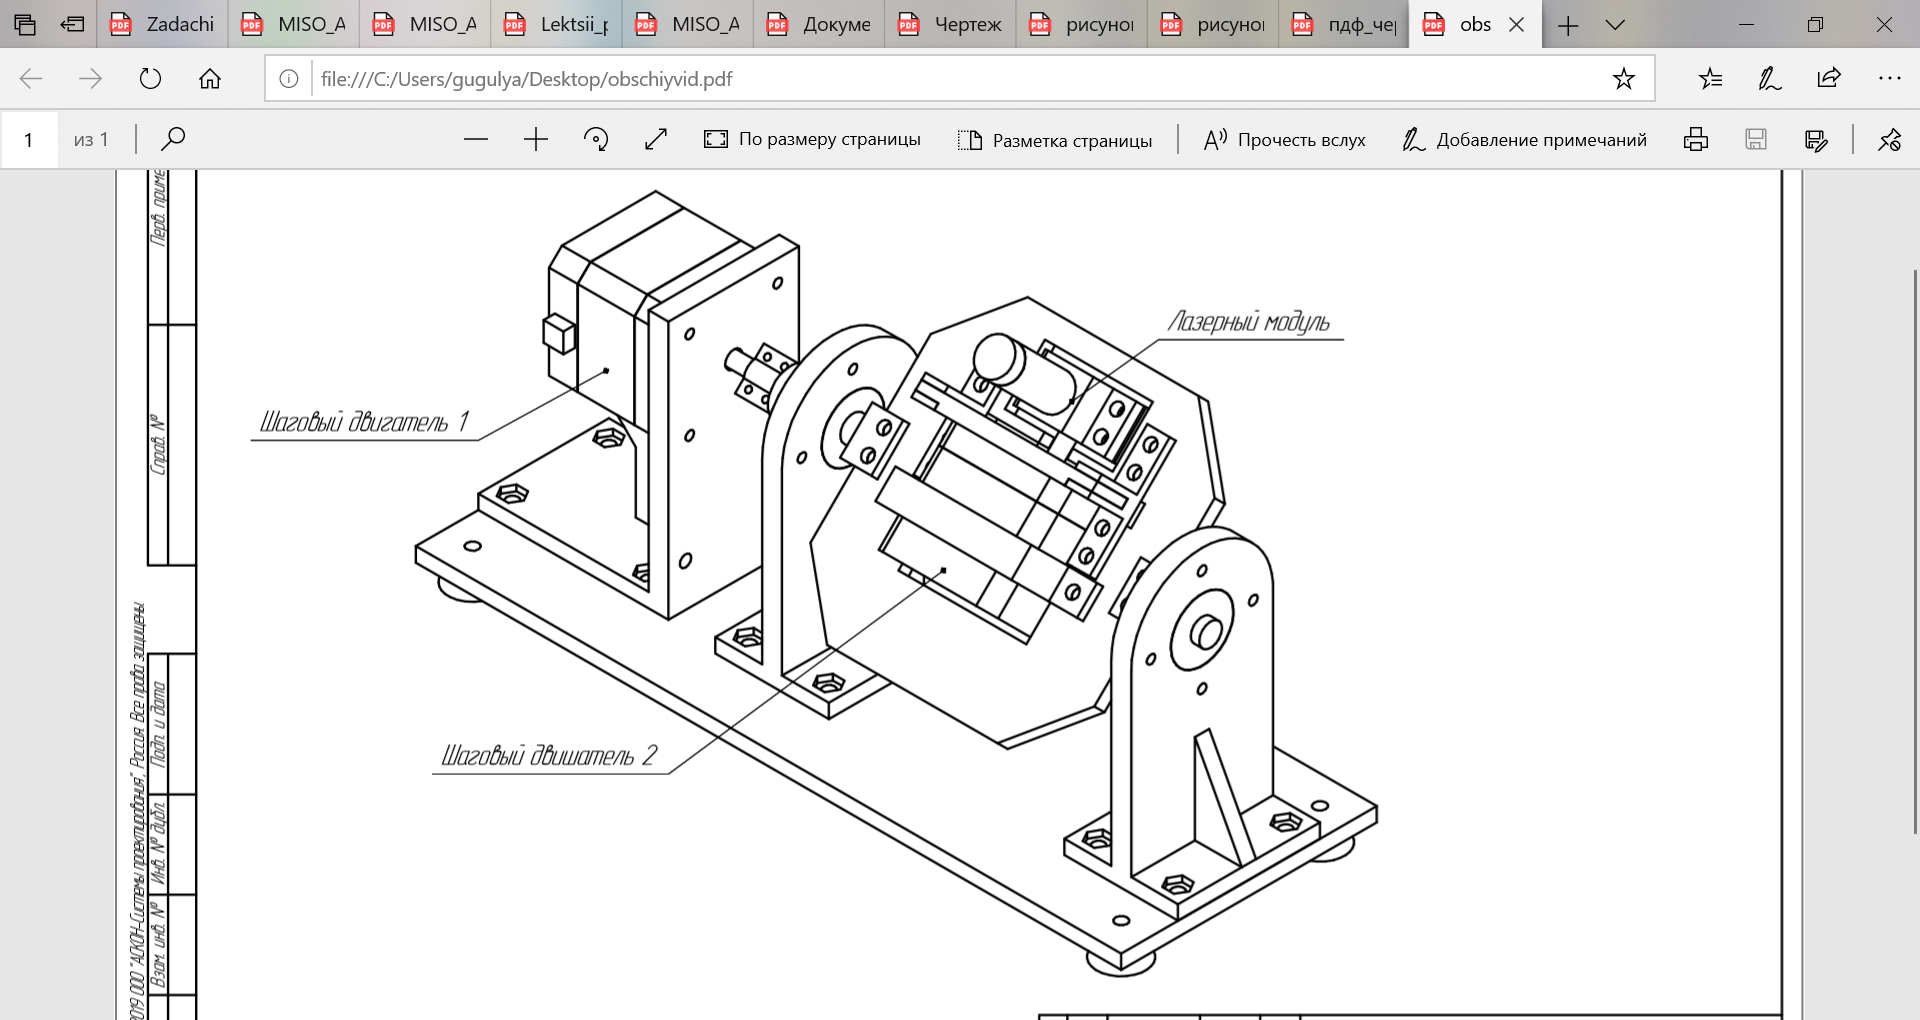 Zadachi
MISO_A
MISO_A
Lektsii_p
MISO_A
Докуме
Чертеж
рисуно
рисуно
пдф_че
obs
file:///C:/Users/gugulya/Desktop/obschiyvid.pdf
1 из 1
По размеру страницы
Разметка страницы
Прочесть вслух
Добавление примечаний
Перв. приме
Справ. №
Подп. и дата
Инв. № дубл.
Взам. инв. №
2019 ООО "АСКОН-Системы проектирования", Россия. Все права защищены.
Лазерный модуль
Шаговый двигатель 1
Шаговый двишатель 2